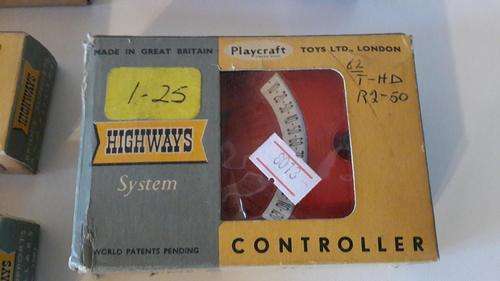 MADE IN GREAT BRITAIN Playcraft TOYS LTD., LONDON
1-25
62
T-HD
R2-50
HIGHWAYS
System
0073
WORLD PATENTS PENDING
CONTROLLER